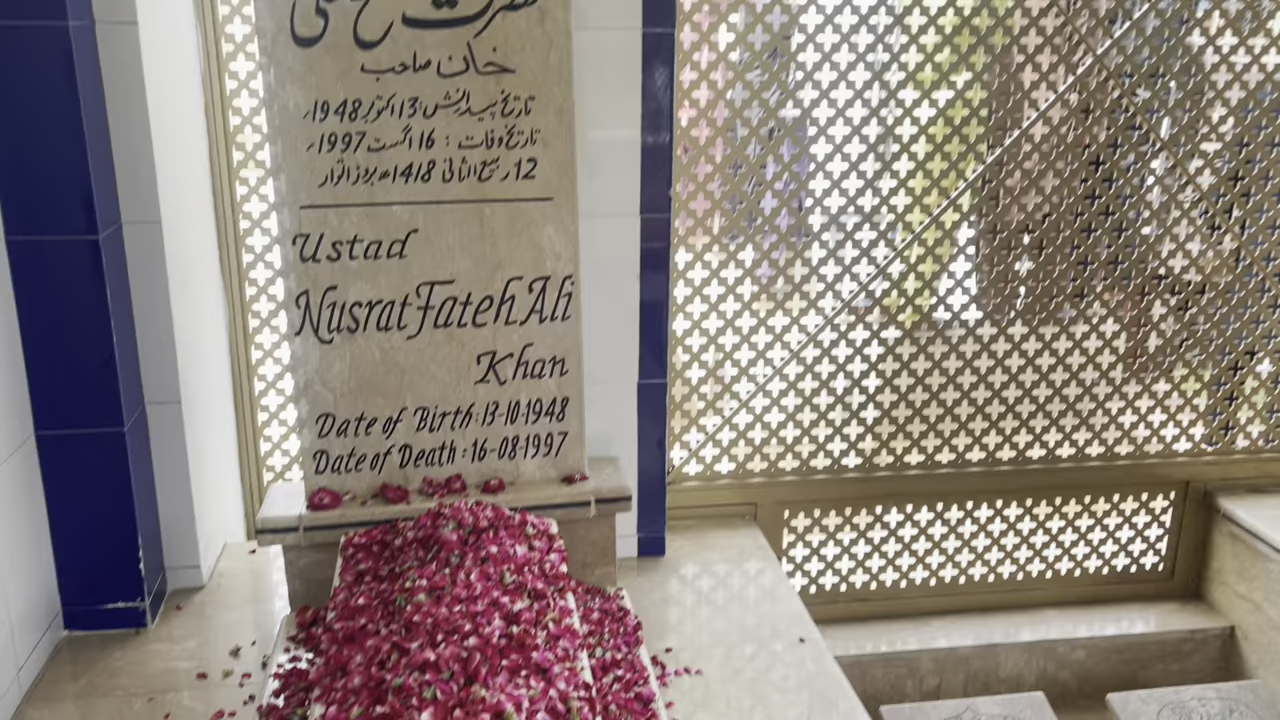 خان صاحب
تاریخ پیدائش: 13 اکتوبر 1948ء
تاریخ وفات : 16 اگست 1997ء
12 ربیع الثانی 1418ھ بروز اتوار
Ustad
Nusrat Fateh Ali
Khan
Date of Birth : 13-10-1948
Date of Death : 16-08-1997